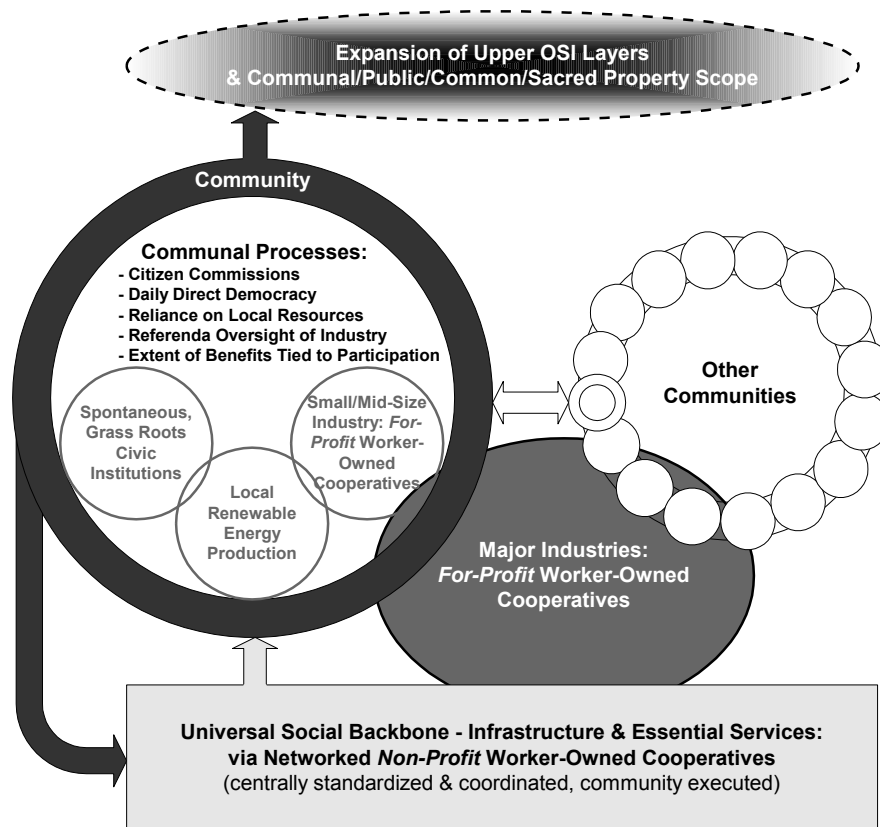 Expansion of Upper OSI Layers
& Communal/Public/Common/Sacred Property Scope
Community
Communal Processes:
- Citizen Commissions
- Daily Direct Democracy
- Reliance on Local Resources
- Referenda Oversight of Industry
- Extent of Benefits Tied to Participation
Spontaneous,
Grass Roots
Civic
Institutions
Local
Renewable
Energy
Production
Small/Mid-Size
Industry: For-
Profit Worker-
Owned
Cooperatives
Other
Communities
Major Industries:
For-Profit Worker-Owned
Cooperatives
Universal Social Backbone - Infrastructure & Essential Services:
via Networked Non-Profit Worker-Owned Cooperatives
(centrally standardized & coordinated, community executed)